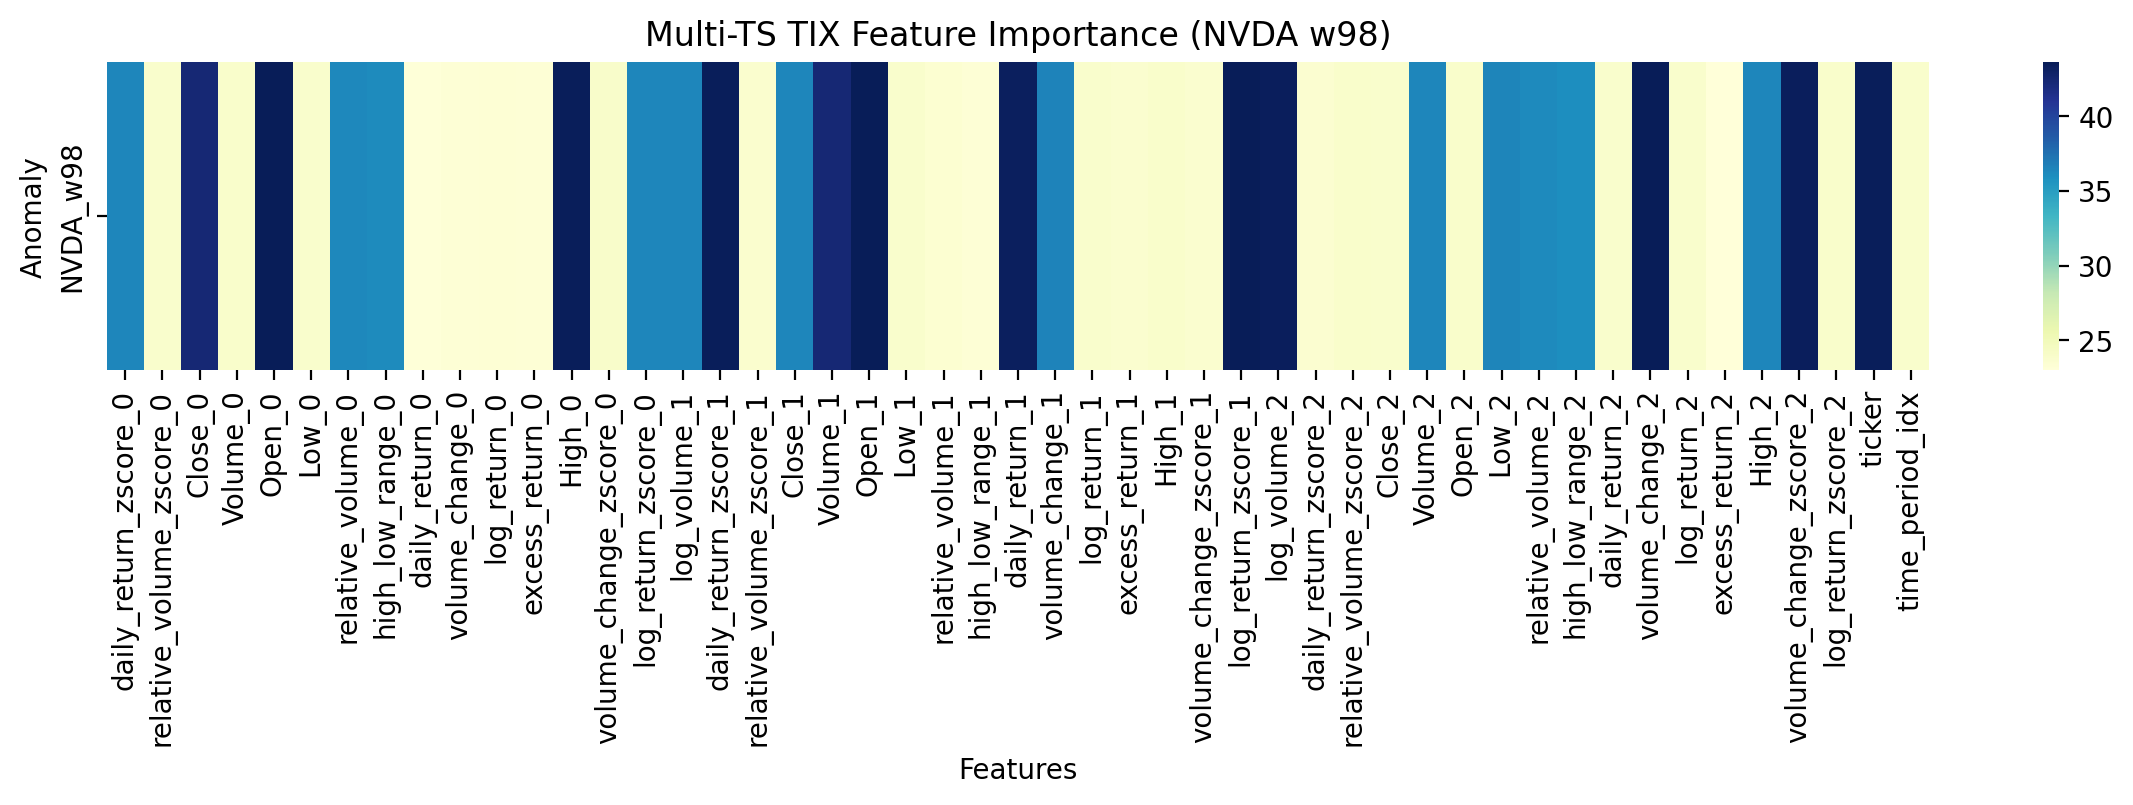 Multi-TS TIX Feature Importance (NVDA w98)
Anomaly
NVDA_w98
40
35
30
25
daily_return_zscore_0
relative_volume_zscore_0
Close_0
Volume_0
Open_0
Low_0
relative_volume_0
high_low_range_0
daily_return_0
volume_change_0
log_return_0
excess_return_0
High_0
volume_change_zscore_0
log_return_zscore_0
log_volume_1
daily_return_zscore_1
relative_volume_zscore_1
Close_1
Volume_1
Open_1
Low_1
relative_volume_1
high_low_range_1
daily_return_1
volume_change_1
log_return_1
excess_return_1
High_1
volume_change_zscore_1
log_return_zscore_1
log_volume_2
daily_return_zscore_2
relative_volume_zscore_2
Close_2
Volume_2
Open_2
Low_2
relative_volume_2
high_low_range_2
daily_return_2
volume_change_2
log_return_2
excess_return_2
High_2
volume_change_zscore_2
log_return_zscore_2
ticker
time_period_idx
Features